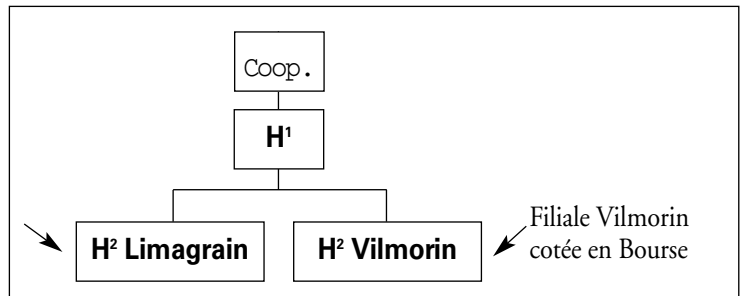 Coop.
H¹
H² Limagrain
H² Vilmorin
Filiale Vilmorin
cotée en Bourse